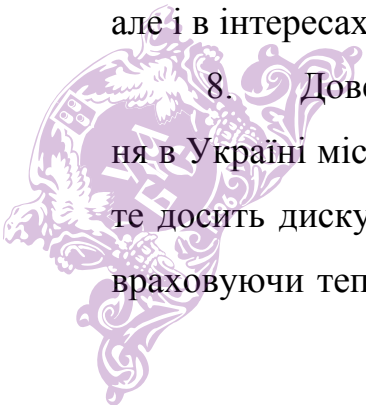 але і в інтересах
8. Дове
ня в Україні міс
те досить диску
враховуючи теп